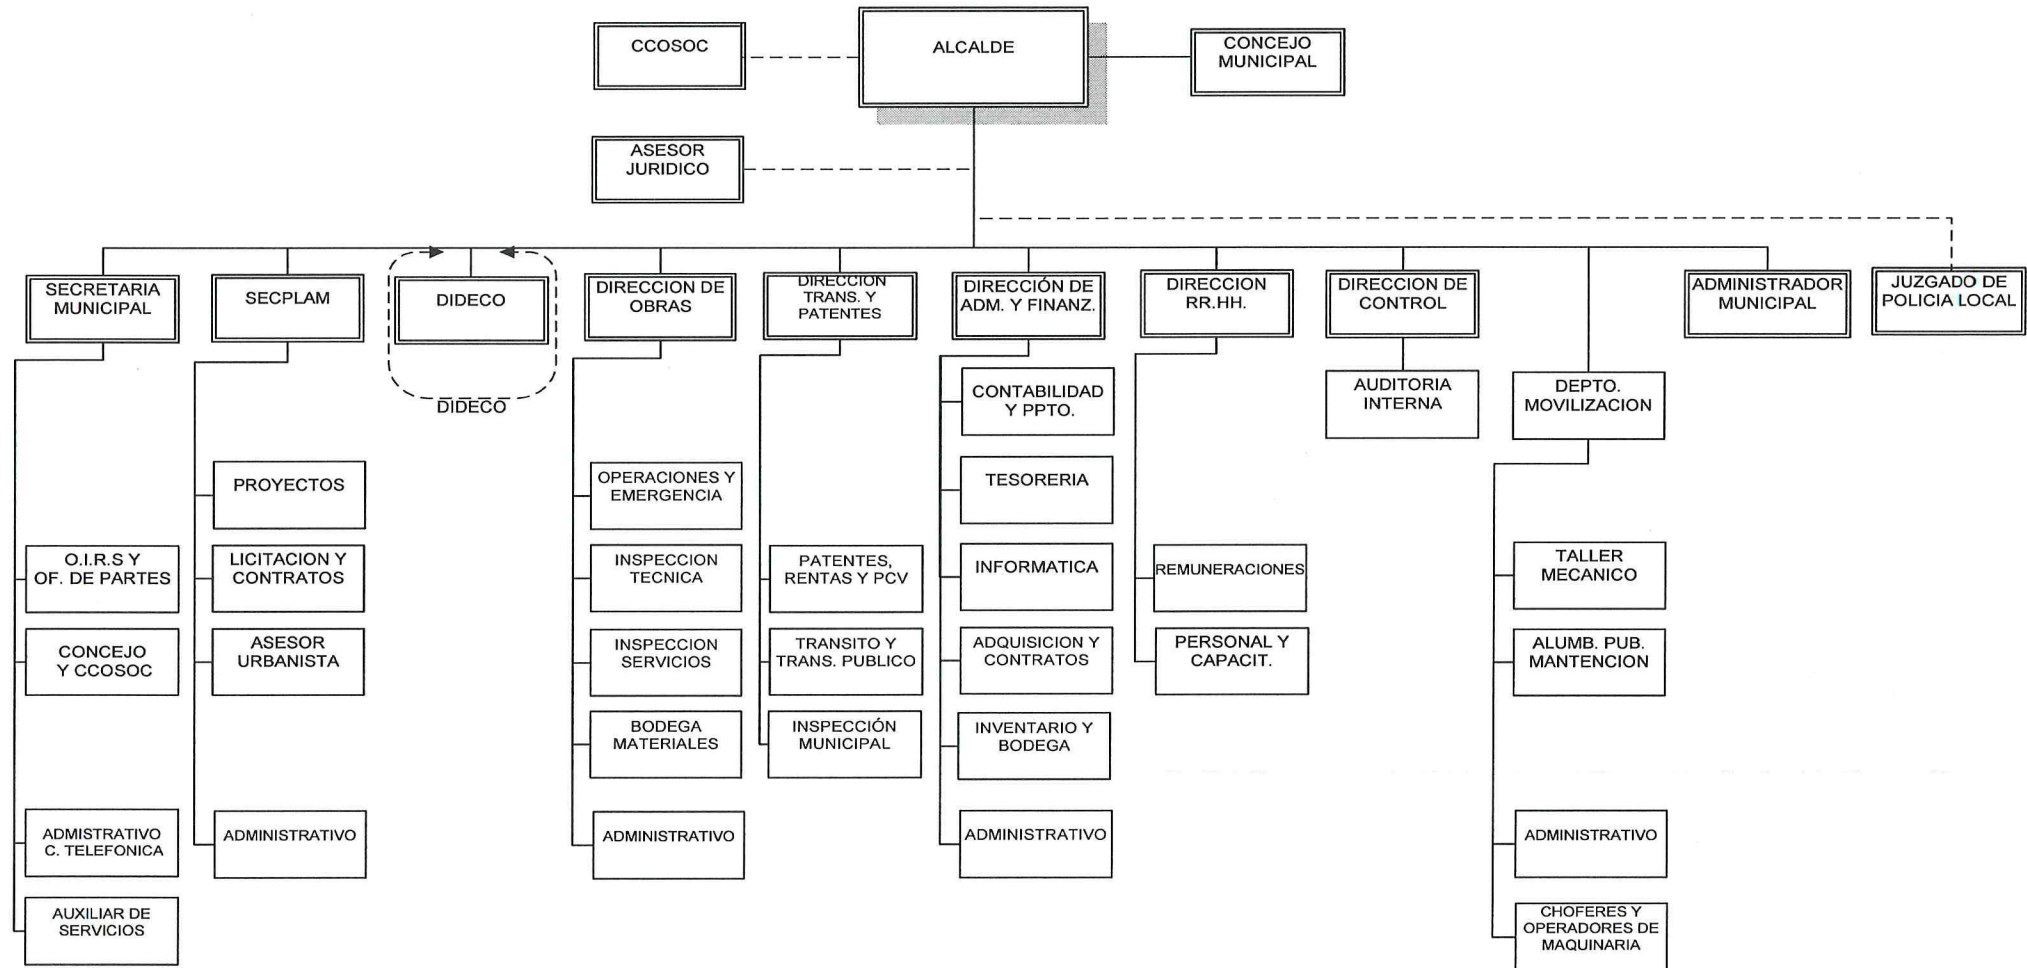 CCOSOC
ALCALDE
CONCEJO
MUNICIPAL
ASESOR
JURIDICO
SECRETARIA
MUNICIPAL
SECPLAM
DIDECO
DIRECCION DE
OBRAS
DIRECCION
TRANS. Y
PATENTES
DIRECCIÓN DE
ADM. Y FINANZ.
DIRECCION
RR.HH.
DIRECCION DE
CONTROL
ADMINISTRADOR
MUNICIPAL
JUZGADO DE
POLICIA LOCAL
DIDECO
CONTABILIDAD
Y PPTO.
AUDITORIA
INTERNA
DEPTO.
MOVILIZACION
PROYECTOS
OPERACIONES Y
EMERGENCIA
TESORERIA
O.I.R.S Y
OF. DE PARTES
LICITACION Y
CONTRATOS
INSPECCION
TECNICA
PATENTES,
RENTAS Y PCV
INFORMATICA
REMUNERACIONES
TALLER
MECANICO
CONCEJO
Y CCOSOC
ASESOR
URBANISTA
INSPECCION
SERVICIOS
TRANSITO Y
TRANS. PUBLICO
ADQUISICION Y
CONTRATOS
PERSONAL Y
CAPACIT.
ALUMB. PUB.
MANTENCION
BODEGA
MATERIALES
INSPECCIÓN
MUNICIPAL
INVENTARIO Y
BODEGA
ADMISTRATIVO
C. TELEFONICA
ADMINISTRATIVO
ADMINISTRATIVO
ADMINISTRATIVO
ADMINISTRATIVO
AUXILIAR DE
SERVICIOS
CHOFERES Y
OPERADORES DE
MAQUINARIA